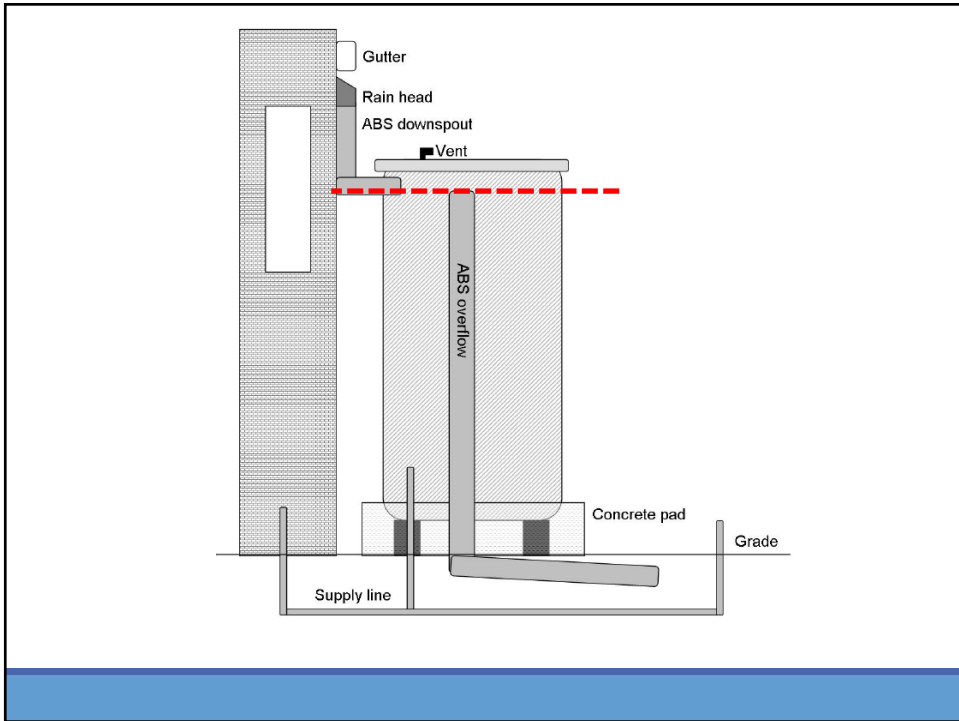 Gutter
Rain head
ABS downspout
Vent
ABS overflow
Concrete pad
Grade
Supply line